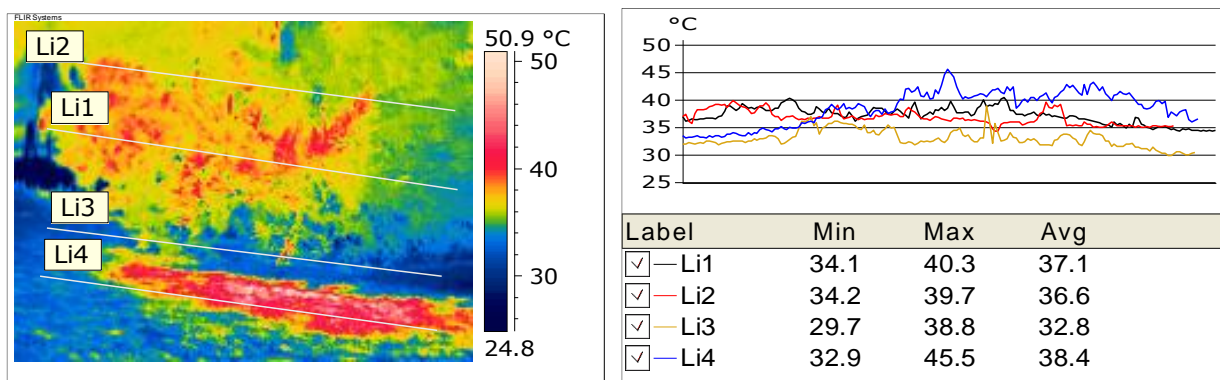 FLIR Systems
Li2
Li1
Li3
Li4
50.9 °C
50
40
30
24.8
°C
50
45
40
35
30
25
Label Min Max Avg
Li1 34.1 40.3 37.1
Li2 34.2 39.7 36.6
Li3 29.7 38.8 32.8
Li4 32.9 45.5 38.4